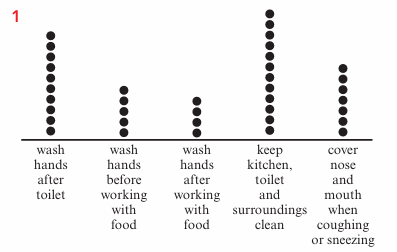 1
wash
hands
after
toilet
wash
hands
before
working
with
food
wash
hands
after
working
with
food
keep
kitchen,
toilet
and
surroundings
clean
cover
nose
and
mouth
when
coughing
or sneezing